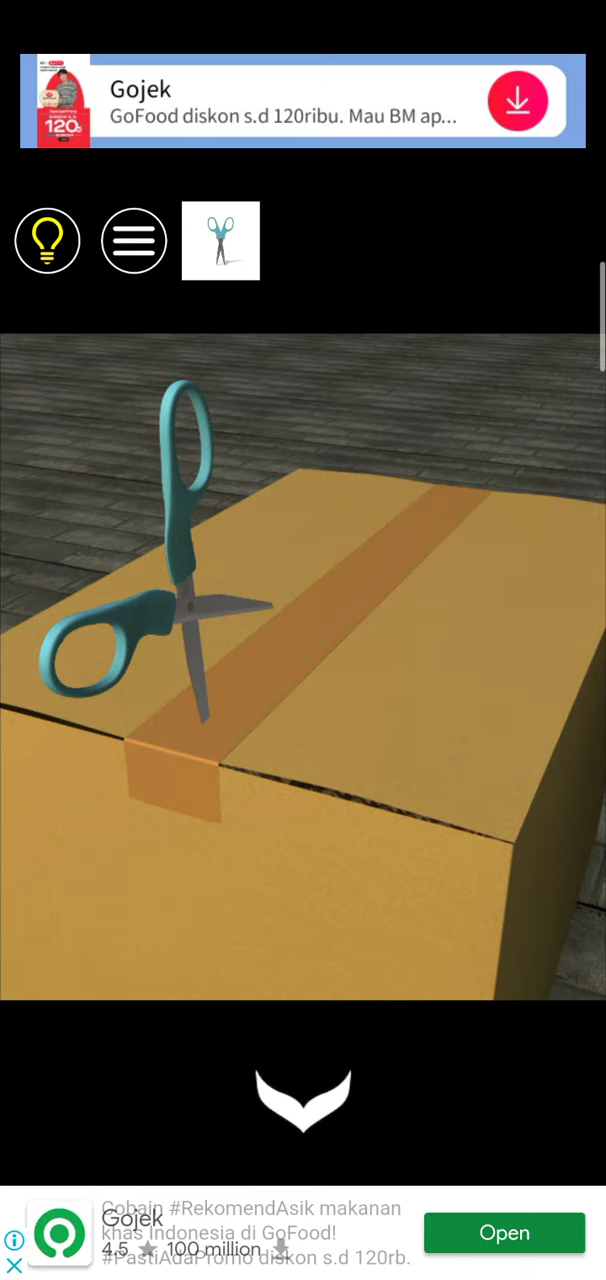 Gojek
GoFood diskon s.d 120ribu. Mau BM ap...
120
Cobain #RekomendAsik makanan
Gojek
khas Indonesia di GoFood!
4.5 ★ 100 million
#PastiAdaPromo diskon s.d 120rb.
Open